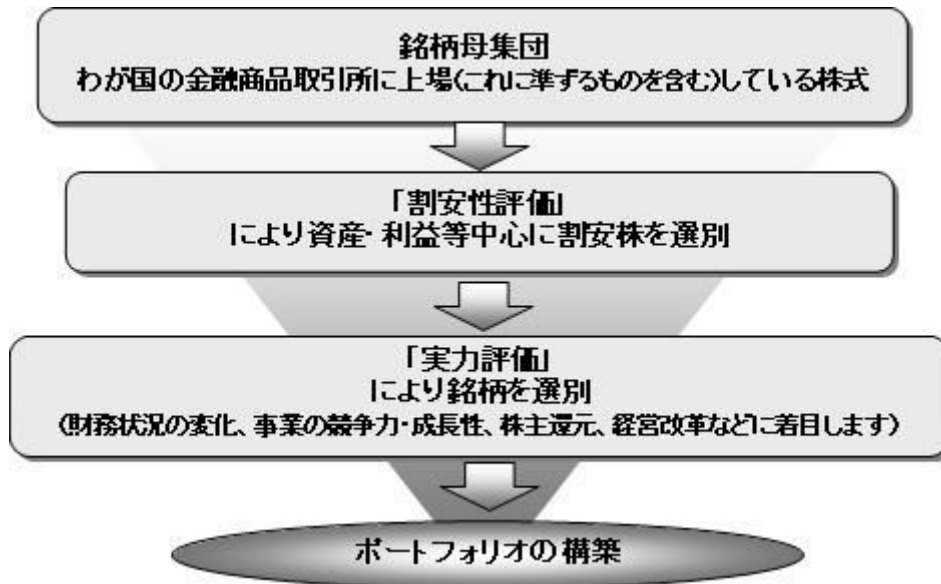 銘柄母集団
わが国の金融商品取引所に上場(これに準ずるものを含む)している株式
「割安性評価」
により資産・利益等中心に割安株を選別
「実力評価」
により銘柄を選別
(財務状況の変化、事業の競争力・成長性、株主還元、経営改革などに着目します)
ポートフォリオの構築